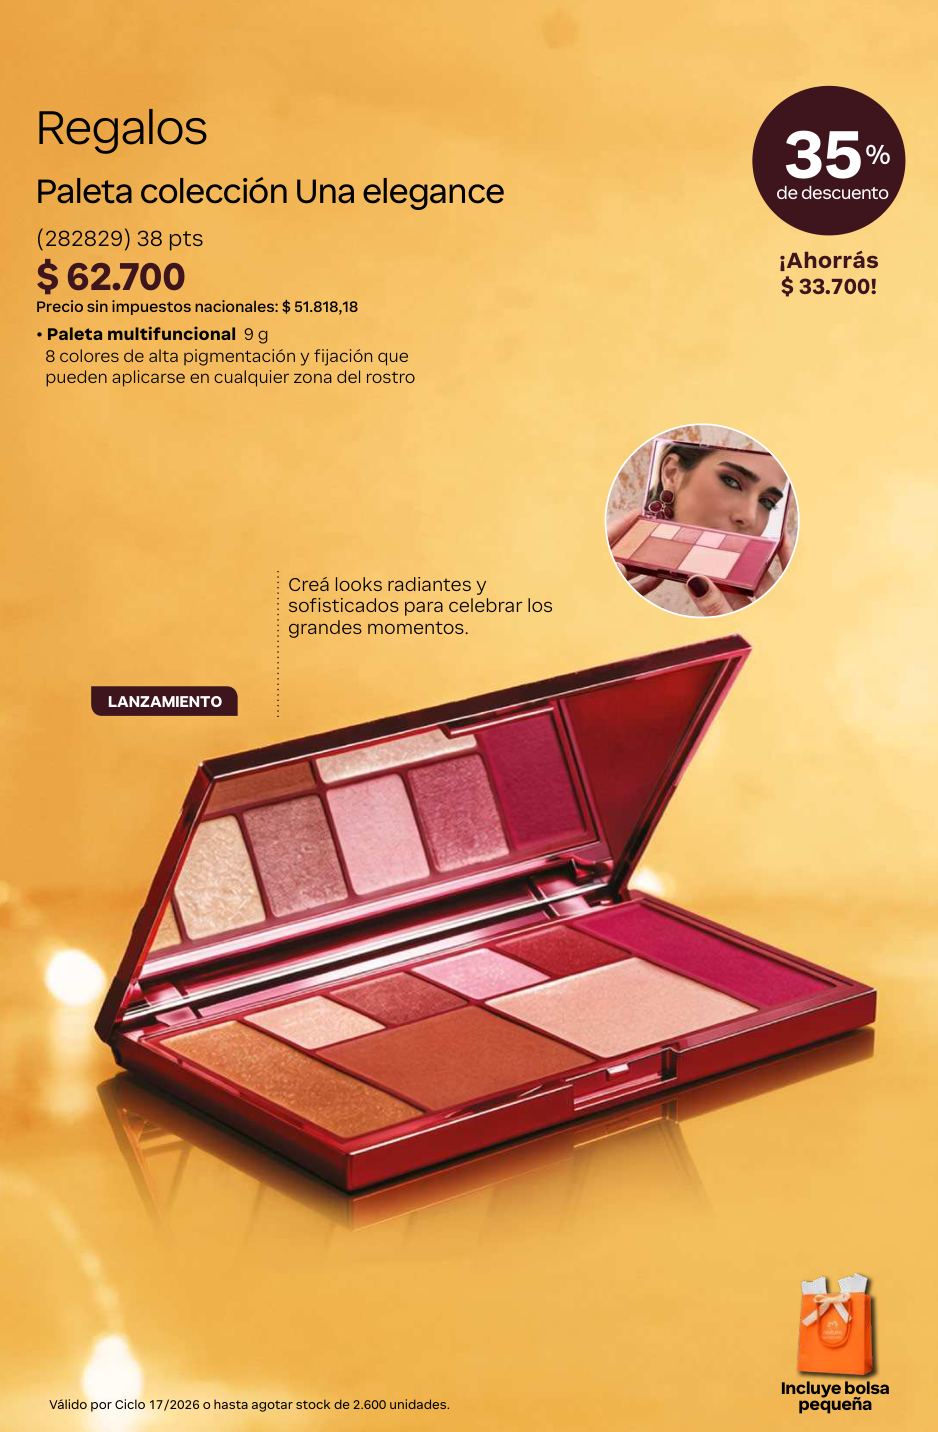 Regalos
Paleta colección Una elegance
(282829) 38 pts
$ 62.700
Precio sin impuestos nacionales: $ 51.818,18
• Paleta multifuncional 9 g
8 colores de alta pigmentación y fijación que
pueden aplicarse en cualquier zona del rostro
35%
de descuento
¡Ahorrás
$ 33.700!
Creá looks radiantes y
sofisticados para celebrar los
grandes momentos.
LANZAMIENTO
Incluye bolsa
pequeña
Válido por Ciclo 17/2026 o hasta agotar stock de 2.600 unidades.